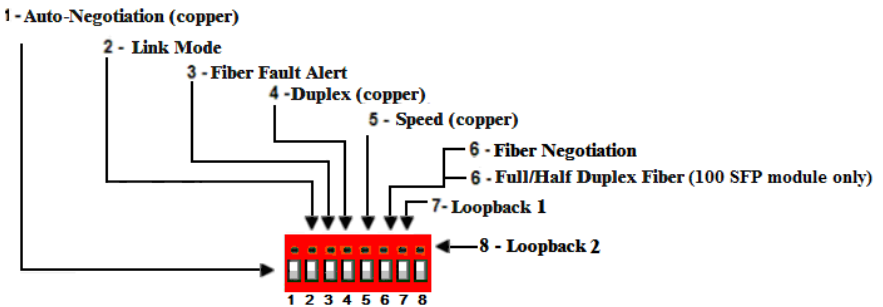 1 - Auto-Negotiation (copper)
2 - Link Mode
3 - Fiber Fault Alert
4 -Duplex (copper)
5 - Speed (copper)
6 - Fiber Negotiation
6 - Full/Half Duplex Fiber (100 SFP module only)
7- Loopback 1
8 - Loopback 2
1 2 3 4 5 6 7 8